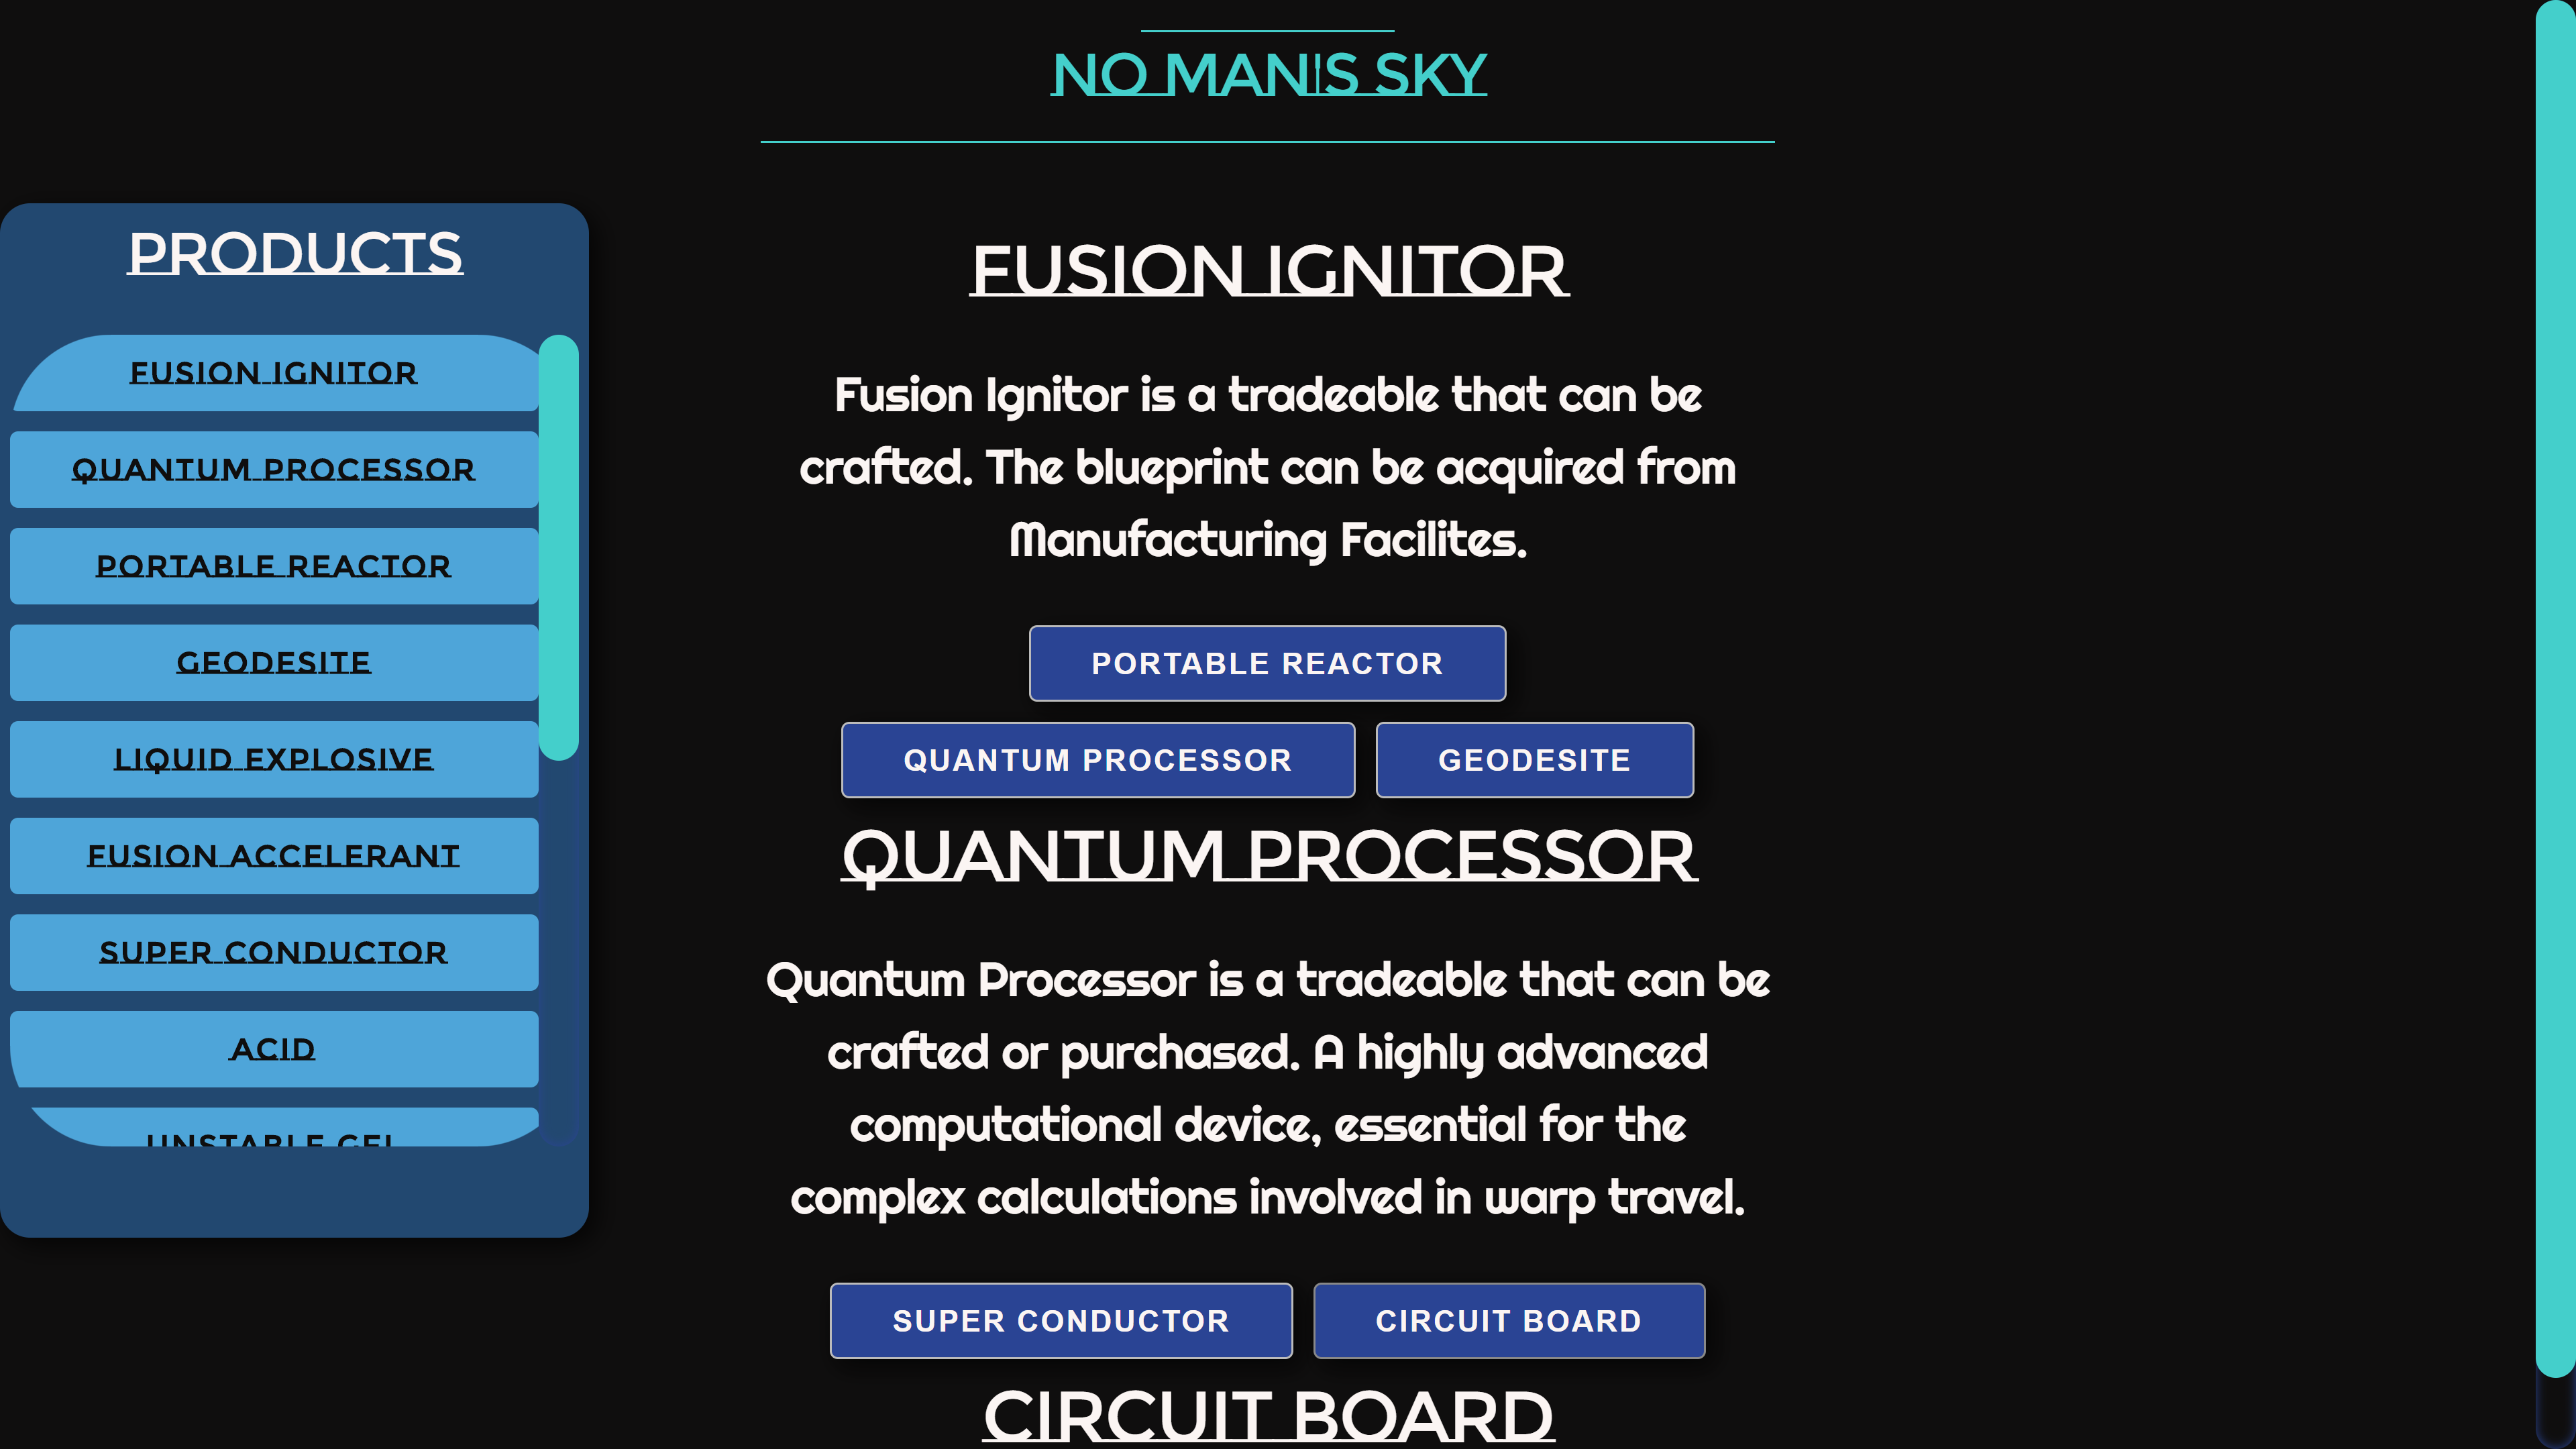 NO MAN'S SKY
PRODUCTS
FUSION IGNITOR
QUANTUM PROCESSOR
PORTABLE REACTOR
GEODESITE
LIQUID EXPLOSIVE
FUSION ACCELERANT
SUPER CONDUCTOR
ACID
UNSTABLE GEL
FUSION IGNITOR
Fusion Ignitor is a tradeable that can be
crafted. The blueprint can be acquired from
Manufacturing Facilites.
PORTABLE REACTOR
QUANTUM PROCESSOR
GEODESITE
QUANTUM PROCESSOR
Quantum Processor is a tradeable that can be
crafted or purchased. A highly advanced
computational device, essential for the
complex calculations involved in warp travel.
SUPER CONDUCTOR
CIRCUIT BOARD
CIRCUIT BOARD